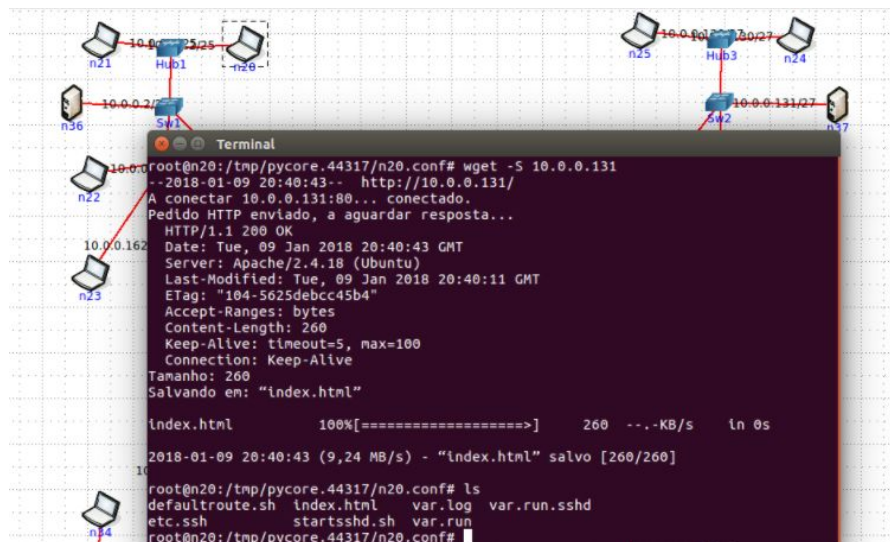 n21
Hub1
/25
n20
n25
Hub3
30/27
n24
n36
10.0.0.2/
Sw1
Sw2
10.0.0.131/27
n37
n22
10.0.0.162
n23
n34
Terminal
root@n20:/tmp/pycore.44317/n20.conf# wget -S 10.0.0.131
--2018-01-09 20:40:43--  http://10.0.0.131/
A conectar 10.0.0.131:80... conectado.
Pedido HTTP enviado, a aguardar resposta...
  HTTP/1.1 200 OK
  Date: Tue, 09 Jan 2018 20:40:43 GMT
  Server: Apache/2.4.18 (Ubuntu)
  Last-Modified: Tue, 09 Jan 2018 20:40:11 GMT
  ETag: "104-5625debcc45b4"
  Accept-Ranges: bytes
  Content-Length: 260
  Keep-Alive: timeout=5, max=100
  Connection: Keep-Alive
Tamanho: 260
Salvando em: “index.html”
index.html          100%[===================>]     260  --.-KB/s    in 0s
2018-01-09 20:40:43 (9,24 MB/s) - “index.html” salvo [260/260]
root@n20:/tmp/pycore.44317/n20.conf# ls
defaultroute.sh  index.html    var.log  var.run.sshd
etc.ssh          startsshd.sh  var.run
root@n20:/tmp/pycore.44317/n20.conf#